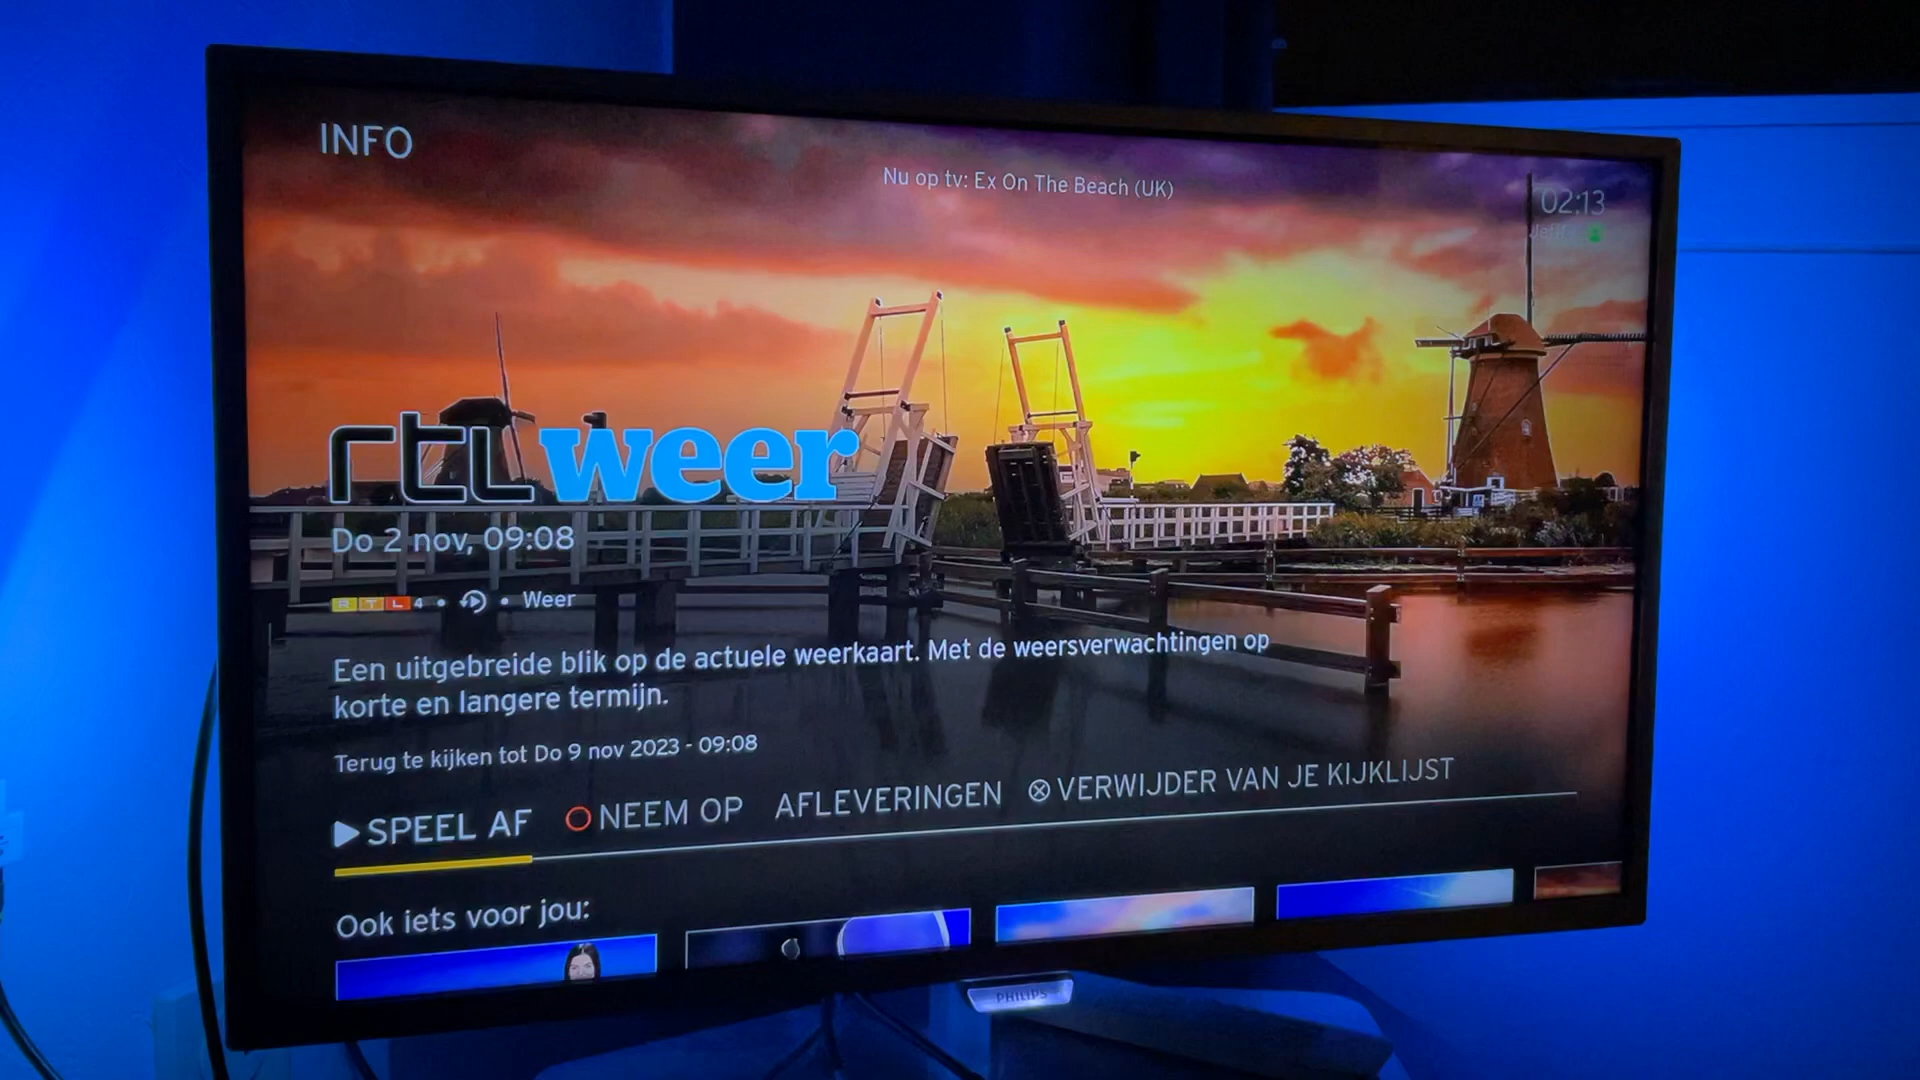 INFO
Nu op tv: Ex On The Beach (UK)
02:13
rtl weer
Do 2 nov, 09:08
RTL4 • • Weer
Een uitgebreide blik op de actuele weerkaart. Met de weersverwachtingen op
korte en langere termijn.
Terug te kijken tot Do 9 nov 2023 - 09:08
SPEEL AF NEEM OP AFLEVERINGEN VERWIJDER VAN JE KIJKLIJST
Ook iets voor jou:
PHILIPS